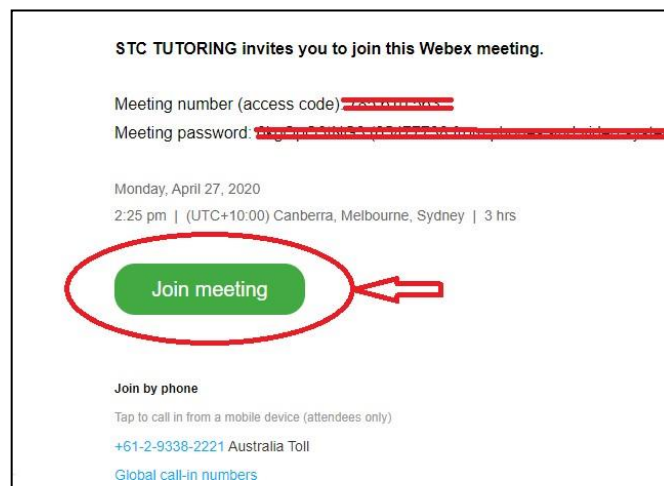 STC TUTORING invites you to join this Webex meeting.
Meeting number (access code):
Meeting password:
Monday, April 27, 2020
2:25 pm | (UTC+10:00) Canberra, Melbourne, Sydney | 3 hrs
Join meeting
Join by phone
Tap to call in from a mobile device (attendees only)
+61-2-9338-2221 Australia Toll
Global call-in numbers